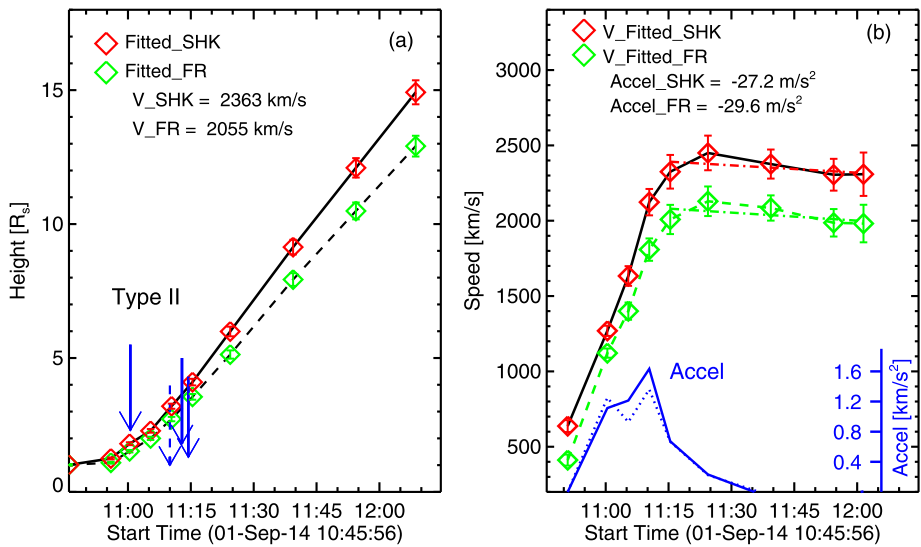 (a)
Fitted_SHK
Fitted_FR
V_SHK = 2363 km/s
V_FR = 2055 km/s
Type II
15
10
5
0
Height [Rs]
11:00 11:15 11:30 11:45 12:00
Start Time (01-Sep-14 10:45:56)
(b)
V_Fitted_SHK
V_Fitted_FR
Accel_SHK = -27.2 m/s²
Accel_FR = -29.6 m/s²
3000
2500
2000
1500
1000
500
Speed [km/s]
Accel
1.6
1.2
0.8
0.4
Accel [km/s²]
11:00 11:15 11:30 11:45 12:00
Start Time (01-Sep-14 10:45:56)